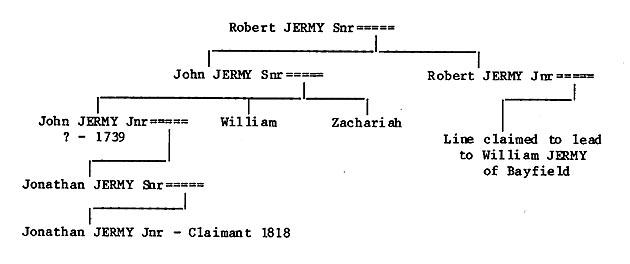 Robert JERMY Snr=====
John JERMY Snr===== Robert JERMY Jnr=====
John JERMY Jnr===== William Zachariah
? - 1739
Line claimed to lead
to William JERMY
of Bayfield
Jonathan JERMY Snr=====
Jonathan JERMY Jnr - Claimant 1818